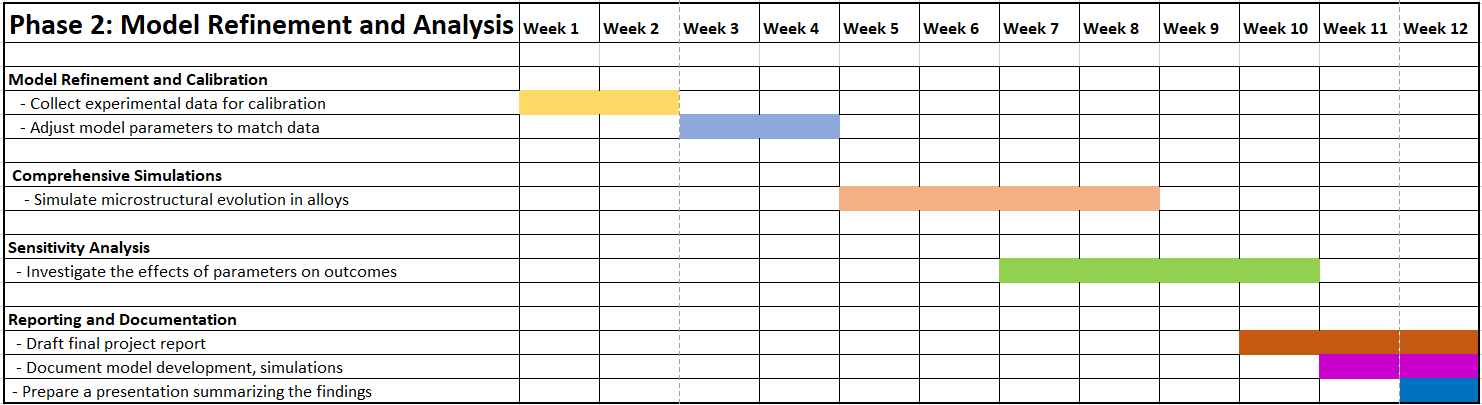 Phase 2: Model Refinement and Analysis Week 1 Week 2 Week 3 Week 4 Week 5 Week 6 Week 7 Week 8 Week 9 Week 10 Week 11 Week 12
Model Refinement and Calibration
- Collect experimental data for calibration
- Adjust model parameters to match data
Comprehensive Simulations
- Simulate microstructural evolution in alloys
Sensitivity Analysis
- Investigate the effects of parameters on outcomes
Reporting and Documentation
- Draft final project report
- Document model development, simulations
- Prepare a presentation summarizing the findings